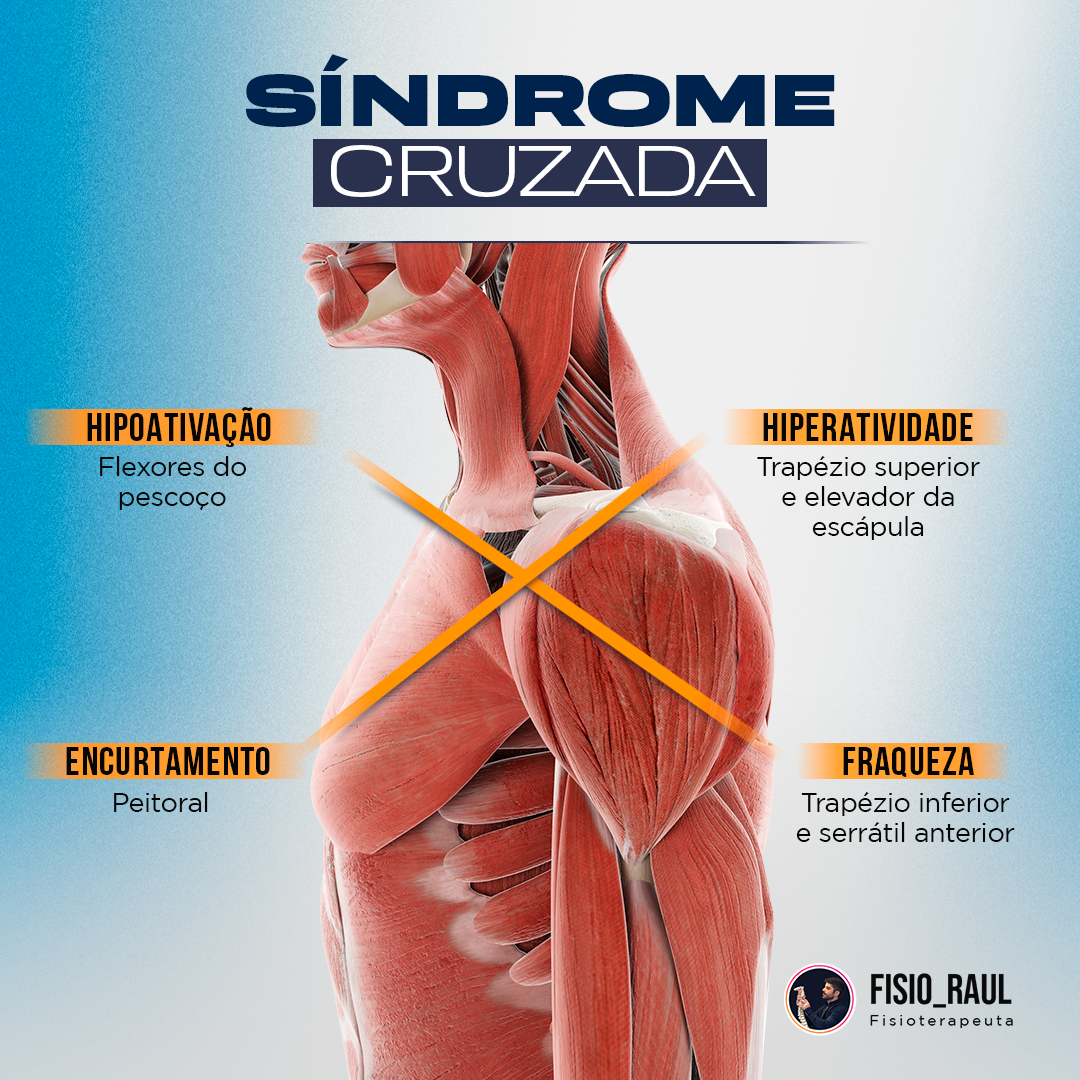 SÍNDROME
CRUZADA
HIPOATIVAÇÃO
Flexores do
pescoço
HIPERATIVIDADE
Trapézio superior
e elevador da
escápula
ENCURTAMENTO
Peitoral
FRAQUEZA
Trapézio inferior
e serrátil anterior
FISIO_RAUL
Fisioterapeuta